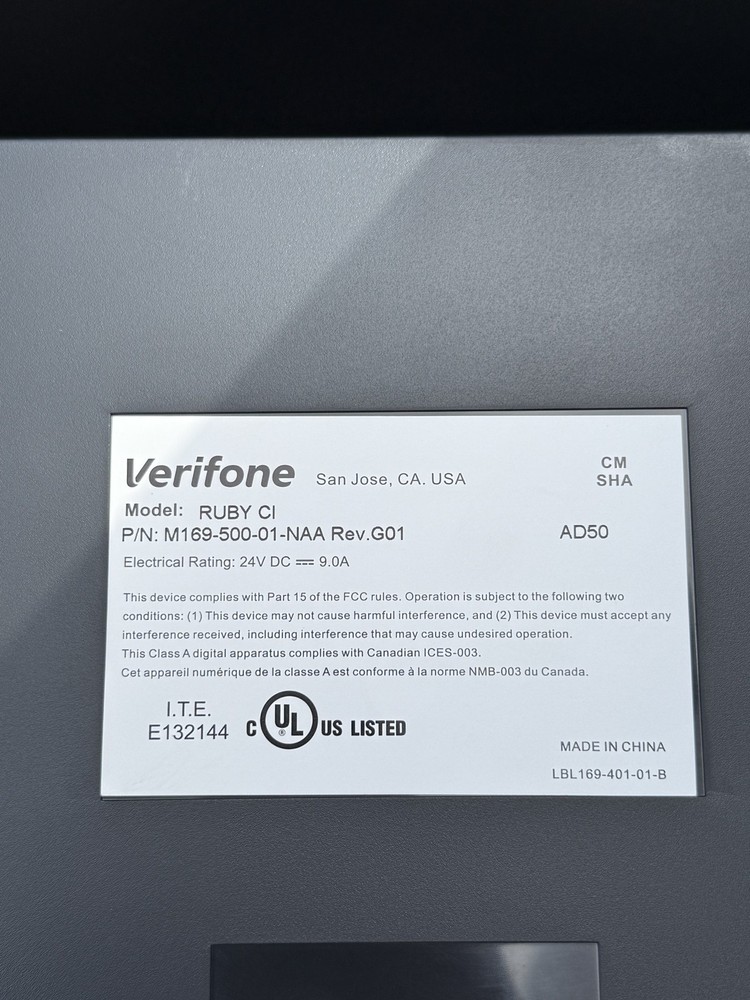 Verifone San Jose, CA. USA
CM
SHA
Model: RUBY CI
P/N: M169-500-01-NAA Rev.G01 AD50
Electrical Rating: 24V DC ⎓ 9.0A
This device complies with Part 15 of the FCC rules. Operation is subject to the following two
conditions: (1) This device may not cause harmful interference, and (2) This device must accept any
interference received, including interference that may cause undesired operation.
This Class A digital apparatus complies with Canadian ICES-003.
Cet appareil numérique de la classe A est conforme à la norme NMB-003 du Canada.
I.T.E.
E132144
C UL ® US LISTED
MADE IN CHINA
LBL169-401-01-B